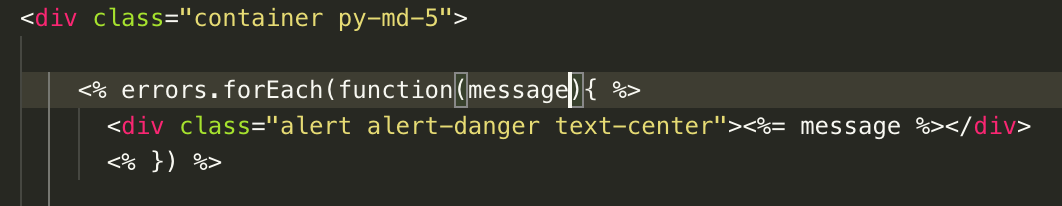 <div class="container py-md-5">
<% errors.forEach(function(message){ %>
<div class="alert alert-danger text-center"><%= message %></div>
<% }) %>